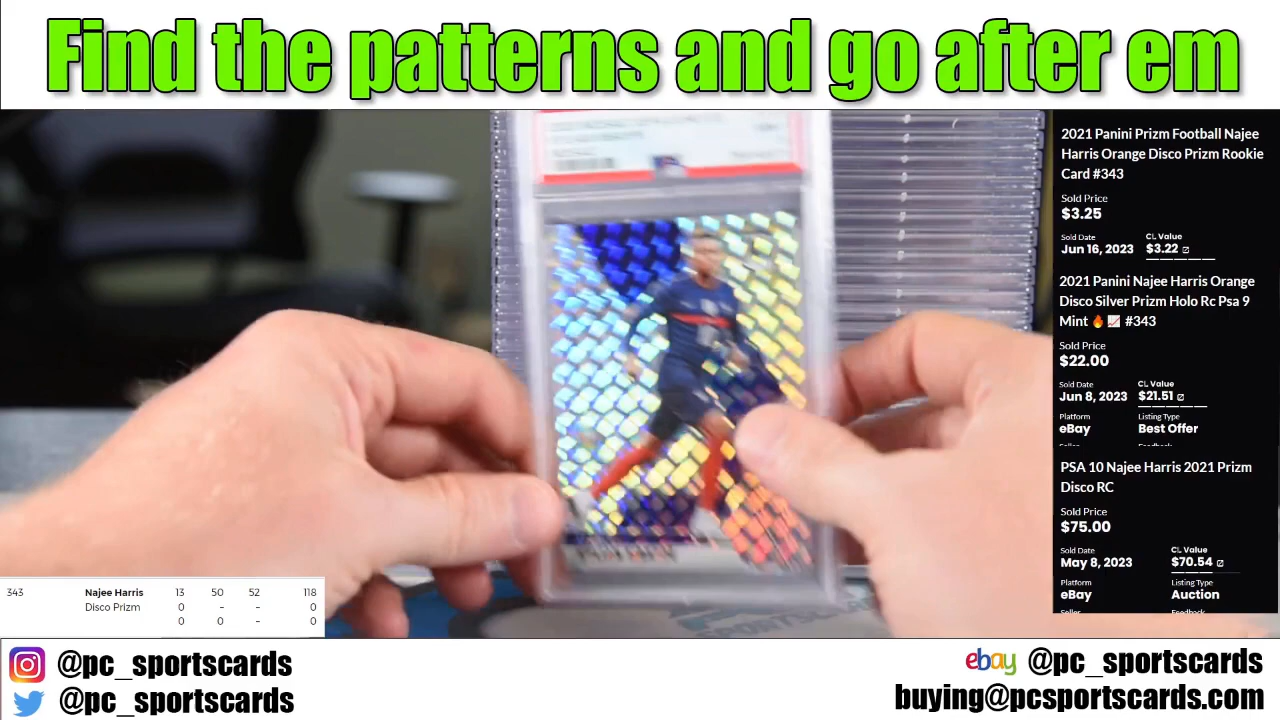 Find the patterns and go after em
2021 Panini Prizm Football Najee
Harris Orange Disco Prizm Rookie
Card #343
Sold Price
$3.25
Sold Date CL Value
Jun 16, 2023 $3.22
2021 Panini Najee Harris Orange
Disco Silver Prizm Holo Rc Psa 9
Mint 🔥 📈 #343
Sold Price
$22.00
Sold Date CL Value
Jun 8, 2023 $21.51
Platform Listing Type
eBay Best Offer
PSA 10 Najee Harris 2021 Prizm
Disco RC
Sold Price
$75.00
Sold Date CL Value
May 8, 2023 $70.54
Platform Listing Type
eBay Auction
343 Najee Harris 13 50 52 118
Disco Prizm 0 - - 0
0 0 - 0
@pc_sportscards
@pc_sportscards
ebay @pc_sportscards
buying@pcsportscards.com